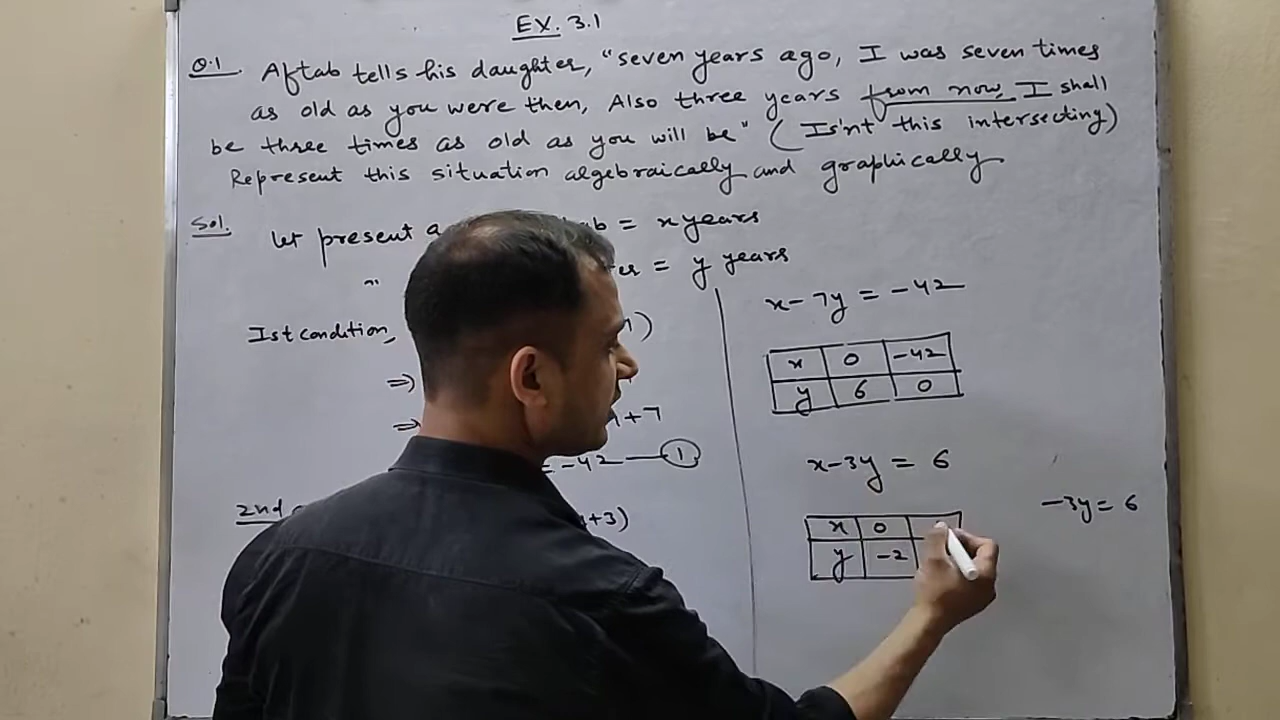 EX. 3.1
Q.1. Aftab tells his daughter, "seven years ago, I was seven times
as old as you were then, Also three years from now, I shall
be three times as old as you will be" (Is'nt this intersecting)
Represent this situation algebraically and graphically
Sol. let present = x years
" = y years
Ist condition,
⇒
⇒ +7
= -42 — 1
2nd +3)
x - 7y = -42
x 0 -42
y 6 0
x - 3y = 6
x 0
y -2
-3y = 6